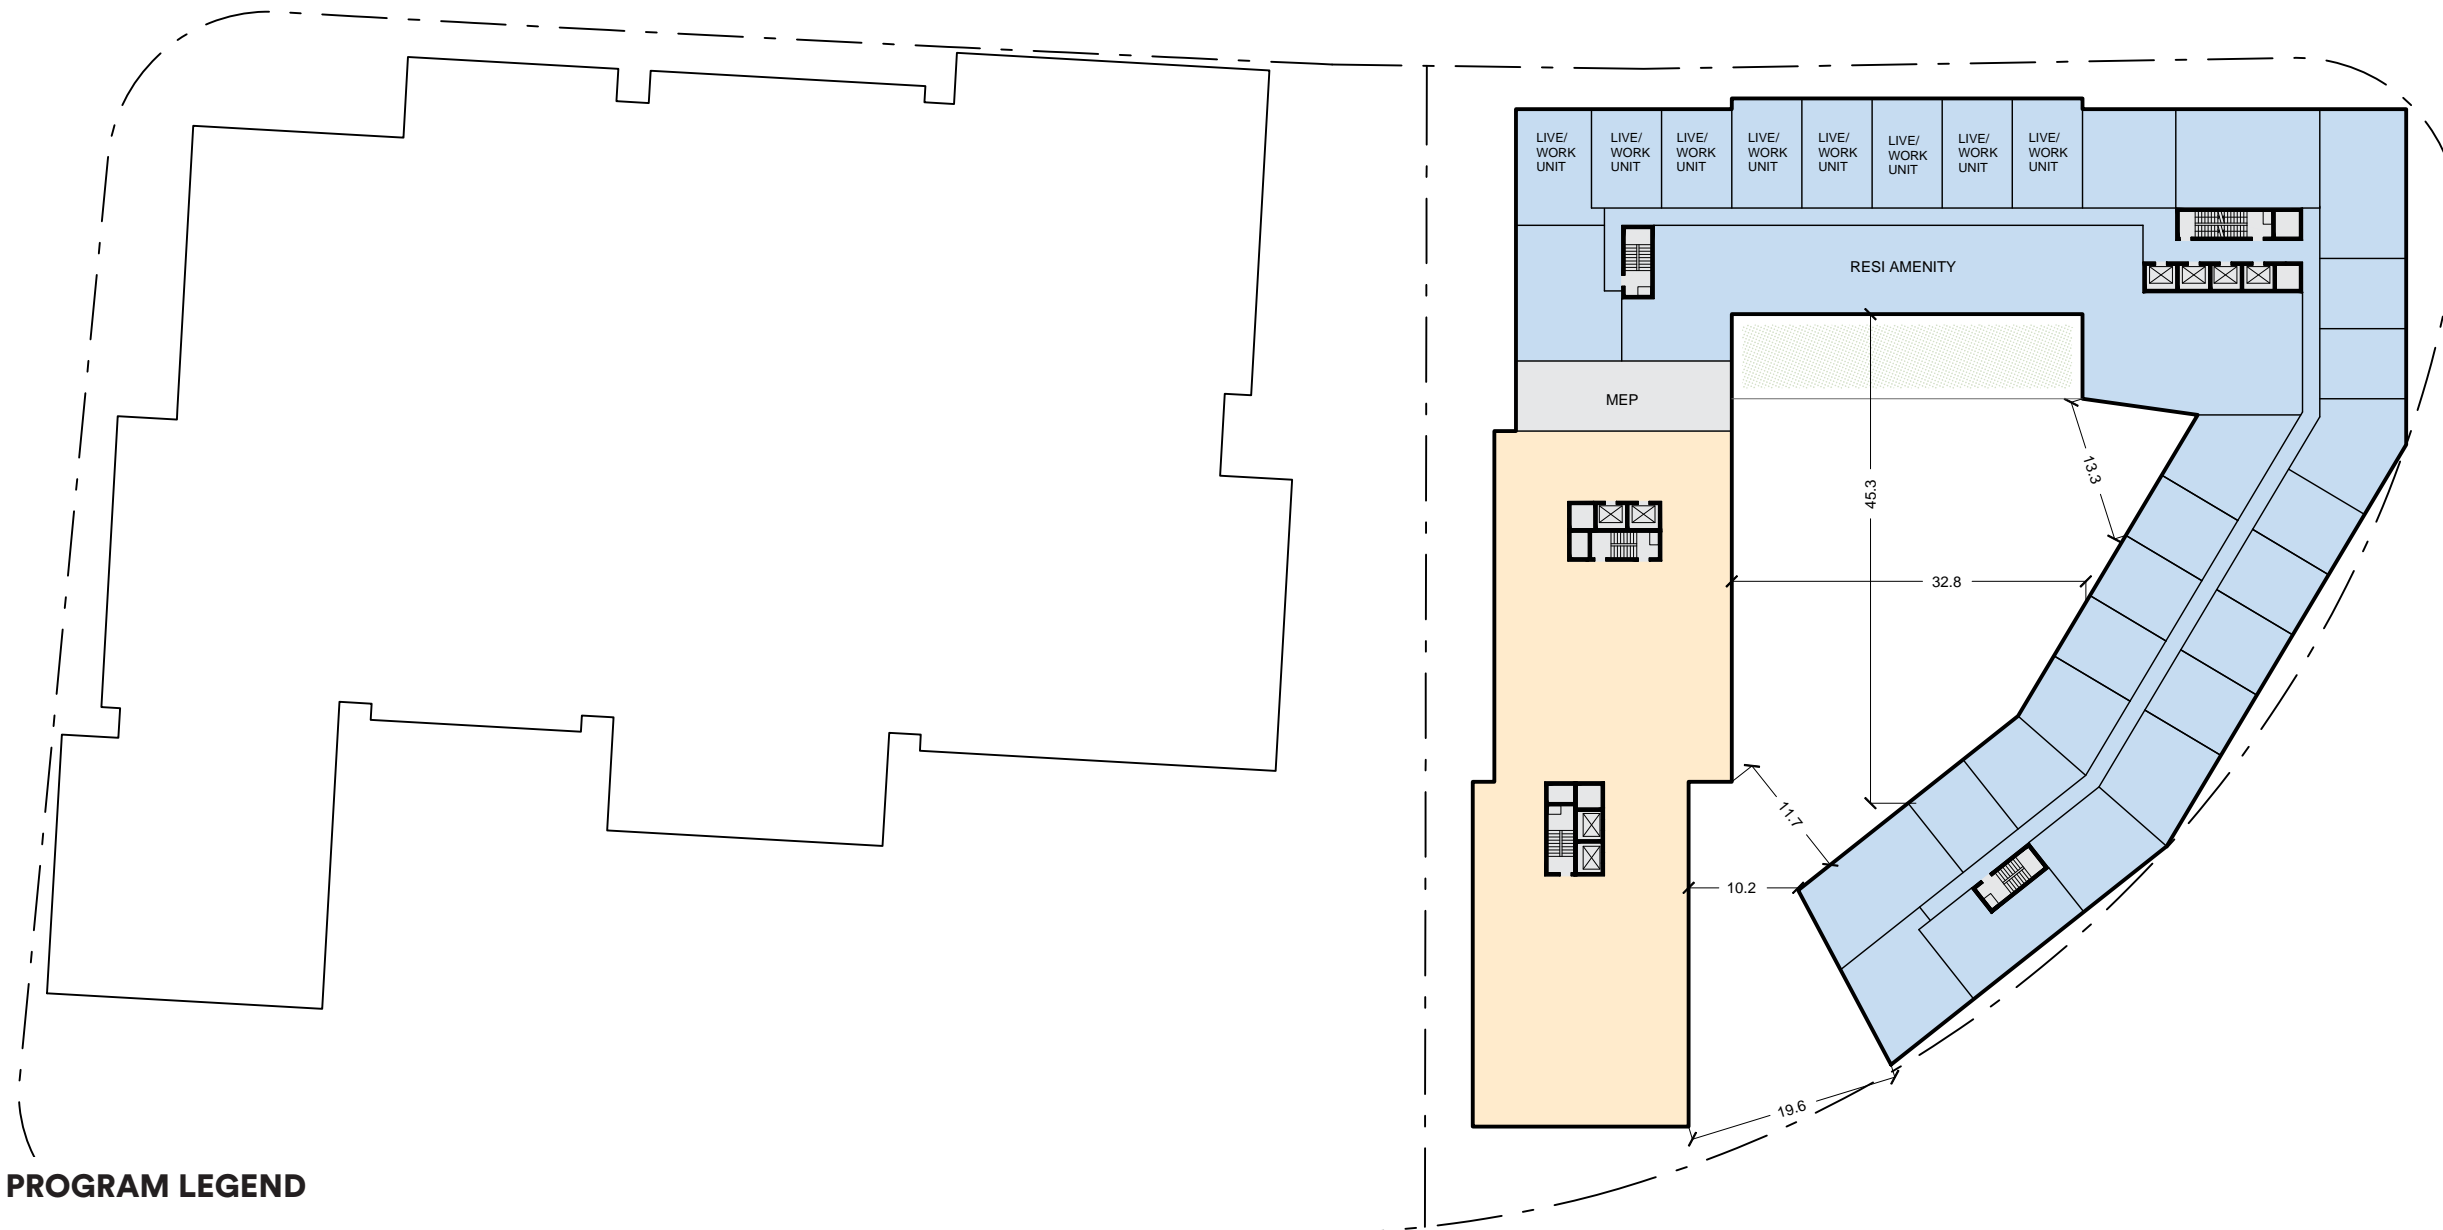 LIVE/
WORK
UNIT
LIVE/
WORK
UNIT
LIVE/
WORK
UNIT
LIVE/
WORK
UNIT
LIVE/
WORK
UNIT
LIVE/
WORK
UNIT
LIVE/
WORK
UNIT
LIVE/
WORK
UNIT
RESI AMENITY
MEP
13.3
45.3
32.8
11.7
10.2
19.6
PROGRAM LEGEND